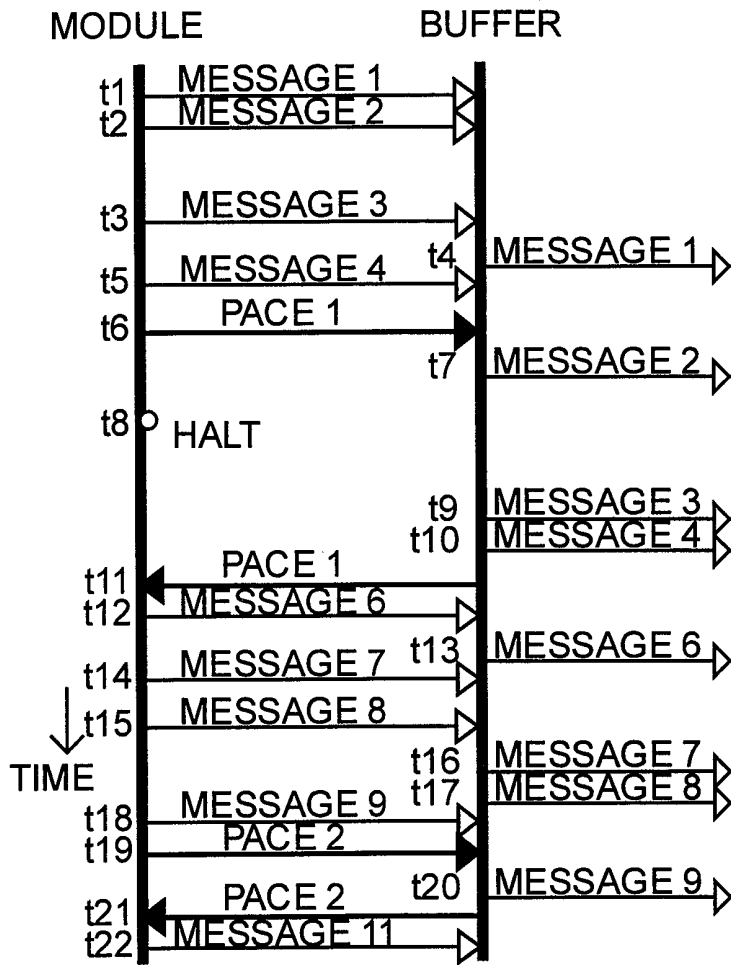 MODULE BUFFER
t1 MESSAGE 1
t2 MESSAGE 2
t3 MESSAGE 3
t4 MESSAGE 1
t5 MESSAGE 4
t6 PACE 1
t7 MESSAGE 2
t8 HALT
t9 MESSAGE 3
t10 MESSAGE 4
t11 PACE 1
t12 MESSAGE 6
t13 MESSAGE 6
t14 MESSAGE 7
t15 MESSAGE 8
TIME
t16 MESSAGE 7
t17 MESSAGE 8
t18 MESSAGE 9
t19 PACE 2
t20 MESSAGE 9
t21 PACE 2
t22 MESSAGE 11